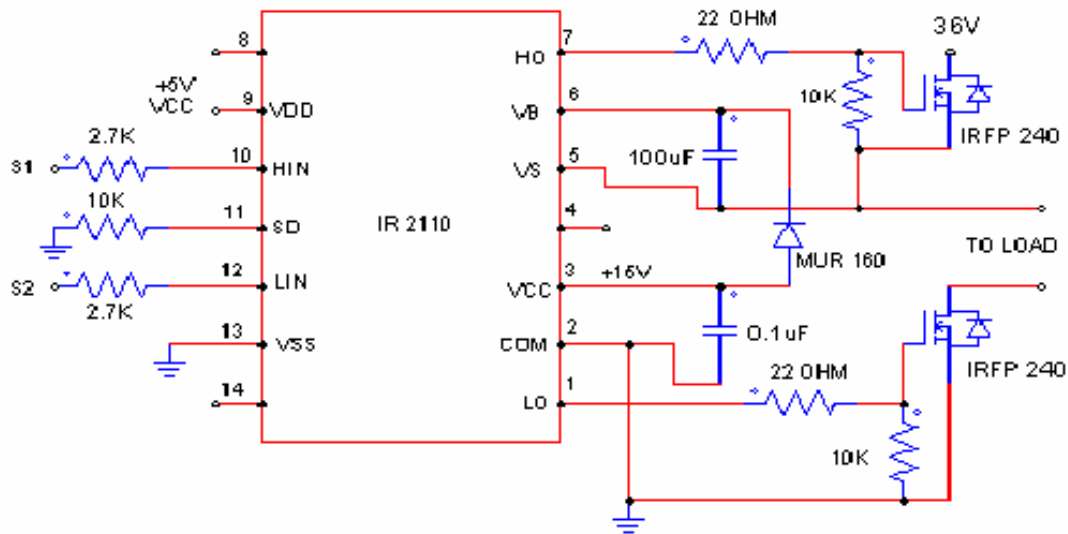 22 OHM
36V
8
7
HO
+5V
VCC
9
VDD
6
VB
10K
IRFP 240
2.7K
S1
10
HIN
5
VS
100uF
10K
11
SD
IR 2110
4
TO LOAD
MUR 160
S2
12
LIN
3
VCC
+15V
2.7K
13
VSS
2
COM
0.1uF
22 OHM
IRFP 240
14
1
LO
10K